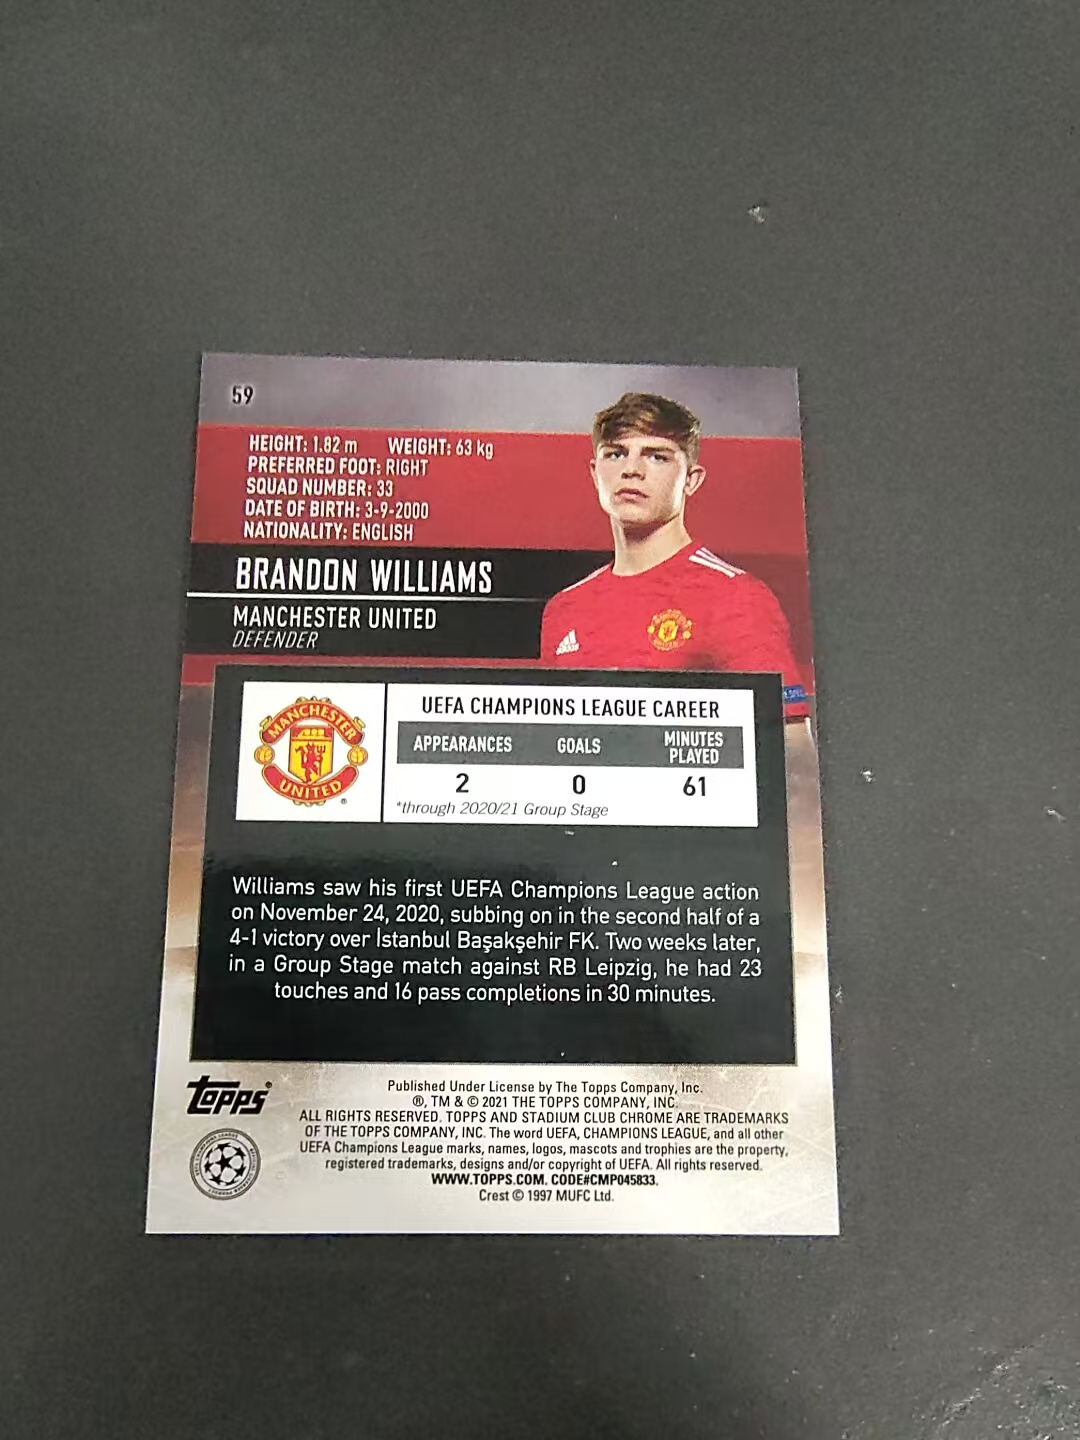 59
HEIGHT: 1.82 m WEIGHT: 63 kg
PREFERRED FOOT: RIGHT
SQUAD NUMBER: 33
DATE OF BIRTH: 3-9-2000
NATIONALITY: ENGLISH
BRANDON WILLIAMS
MANCHESTER UNITED
DEFENDER
adidas
MANCHESTER
UNITED
®
UEFA CHAMPIONS LEAGUE CAREER
APPEARANCES GOALS MINUTES PLAYED
2 0 61
*through 2020/21 Group Stage
Williams saw his first UEFA Champions League action
on November 24, 2020, subbing on in the second half of a
4-1 victory over İstanbul Başakşehir FK. Two weeks later,
in a Group Stage match against RB Leipzig, he had 23
touches and 16 pass completions in 30 minutes.
Topps®
Published Under License by The Topps Company, Inc.
®, TM & © 2021 THE TOPPS COMPANY, INC.
ALL RIGHTS RESERVED. TOPPS AND STADIUM CLUB CHROME ARE TRADEMARKS
OF THE TOPPS COMPANY, INC. The word UEFA, CHAMPIONS LEAGUE, and all other
UEFA Champions League marks, names, logos, mascots and trophies are the property,
registered trademarks, designs and/or copyright of UEFA. All rights reserved.
WWW.TOPPS.COM. CODE#CMP045833.
Crest © 1997 MUFC Ltd.